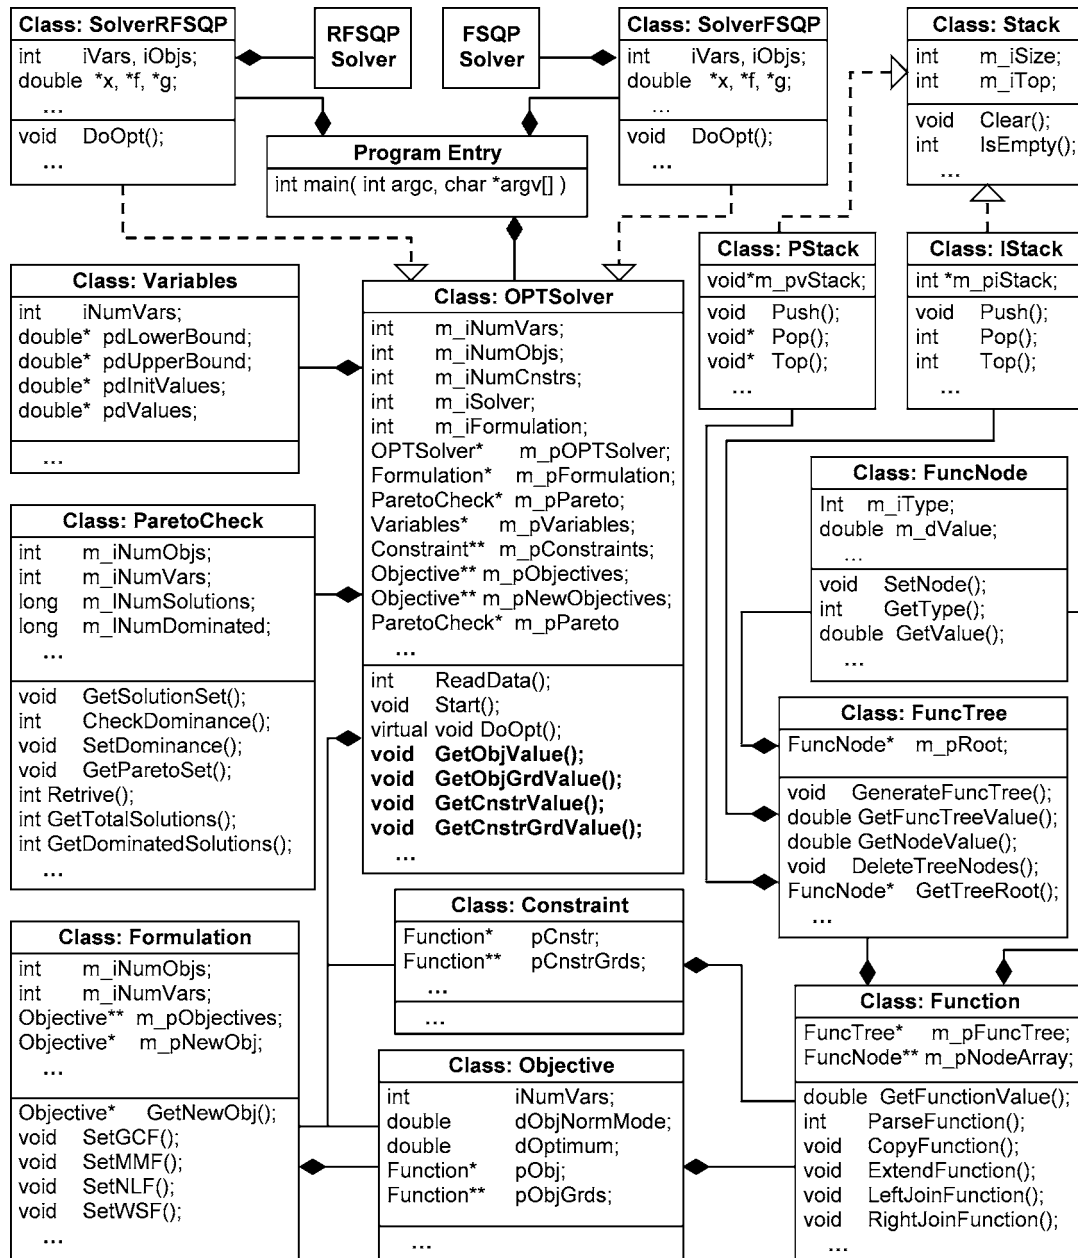 Class: SolverRFSQP
int iVars, iObjs;
double *x, *f, *g;
...
void DoOpt();
...
RFSQP
Solver
FSQP
Solver
Class: SolverFSQP
int iVars, iObjs;
double *x, *f, *g;
...
void DoOpt();
...
Class: Stack
int m_iSize;
int m_iTop;
void Clear();
int IsEmpty();
...
Program Entry
int main( int argc, char *argv[] )
Class: PStack
void*m_pvStack;
void Push();
void* Pop();
void* Top();
...
Class: IStack
int *m_piStack;
void Push();
int Pop();
int Top();
...
Class: Variables
int iNumVars;
double* pdLowerBound;
double* pdUpperBound;
double* pdInitValues;
double* pdValues;
...
Class: OPTSolver
int m_iNumVars;
int m_iNumObjs;
int m_iNumCnstrs;
int m_iSolver;
int m_iFormulation;
OPTSolver* m_pOPTSolver;
Formulation* m_pFormulation;
ParetoCheck* m_pPareto;
Variables* m_pVariables;
Constraint** m_pConstraints;
Objective** m_pObjectives;
Objective** m_pNewObjectives;
ParetoCheck* m_pPareto
...
int ReadData();
void Start();
virtual void DoOpt();
void GetObjValue();
void GetObjGrdValue();
void GetCnstrValue();
void GetCnstrGrdValue();
...
Class: FuncNode
Int m_iType;
double m_dValue;
...
void SetNode();
int GetType();
double GetValue();
...
Class: ParetoCheck
int m_iNumObjs;
int m_iNumVars;
long m_lNumSolutions;
long m_lNumDominated;
...
void GetSolutionSet();
int CheckDominance();
void SetDominance();
void GetParetoSet();
int Retrive();
int GetTotalSolutions();
int GetDominatedSolutions();
...
Class: FuncTree
FuncNode* m_pRoot;
void GenerateFuncTree();
double GetFuncTreeValue();
double GetNodeValue();
void DeleteTreeNodes();
FuncNode* GetTreeRoot();
...
Class: Constraint
Function* pCnstr;
Function** pCnstrGrds;
...
...
Class: Formulation
int m_iNumObjs;
int m_iNumVars;
Objective** m_pObjectives;
Objective* m_pNewObj;
...
Objective* GetNewObj();
void SetGCF();
void SetMMF();
void SetNLF();
void SetWSF();
...
Class: Objective
int iNumVars;
double dObjNormMode;
double dOptimum;
Function* pObj;
Function** pObjGrds;
...
Class: Function
FuncTree* m_pFuncTree;
FuncNode** m_pNodeArray;
double GetFunctionValue();
int ParseFunction();
void CopyFunction();
void ExtendFunction();
void LeftJoinFunction();
void RightJoinFunction();
...